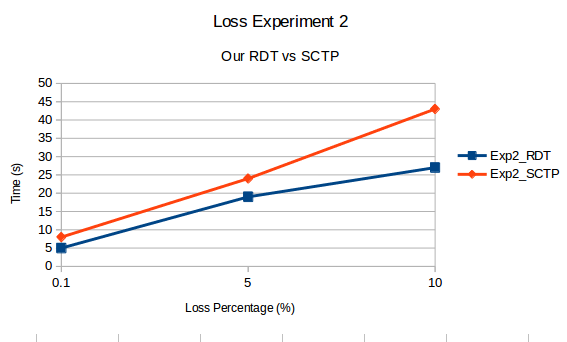 Loss Experiment 2
Our RDT vs SCTP
50
45
40
35
30
25
20
15
10
5
0
Time (s)
0.1 5 10
Loss Percentage (%)
Exp2_RDT
Exp2_SCTP